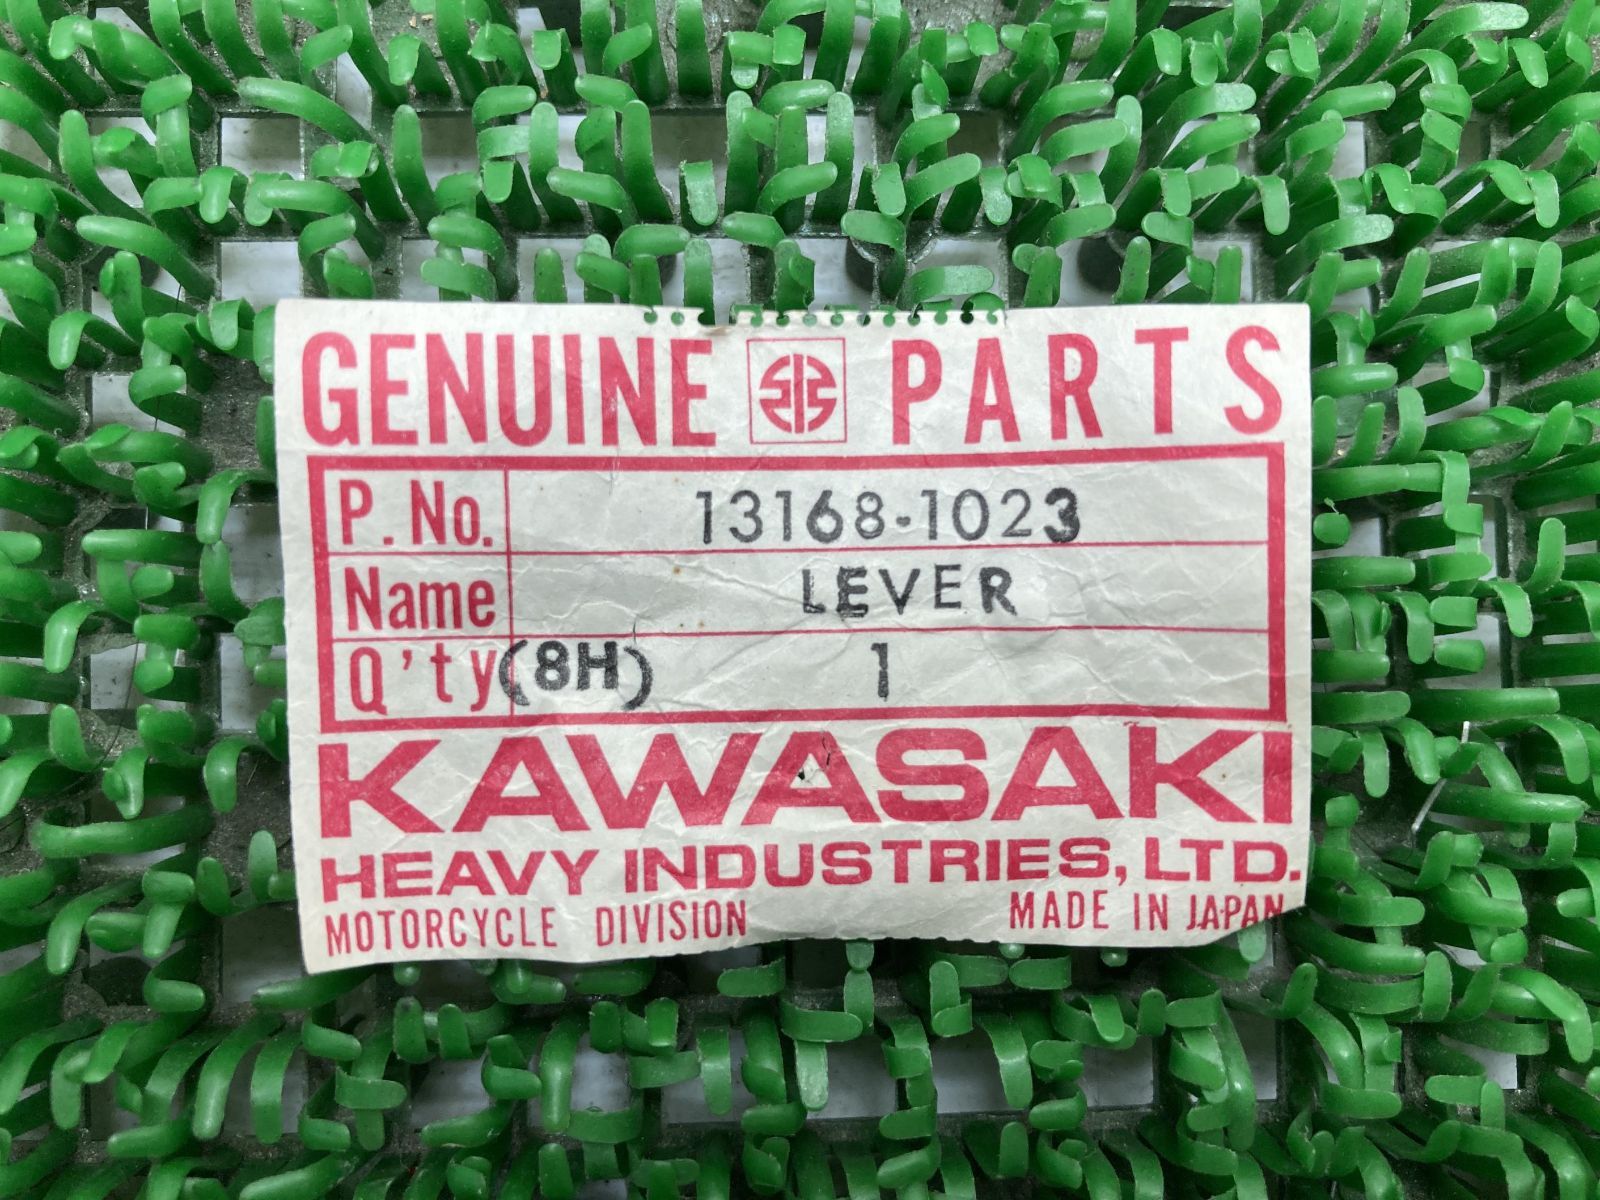 GENUINE PARTS
P. No. 13168-1023
Name LEVER
Q'ty (8H) 1
KAWASAKI
HEAVY INDUSTRIES, LTD.
MOTORCYCLE DIVISION MADE IN JAPAN